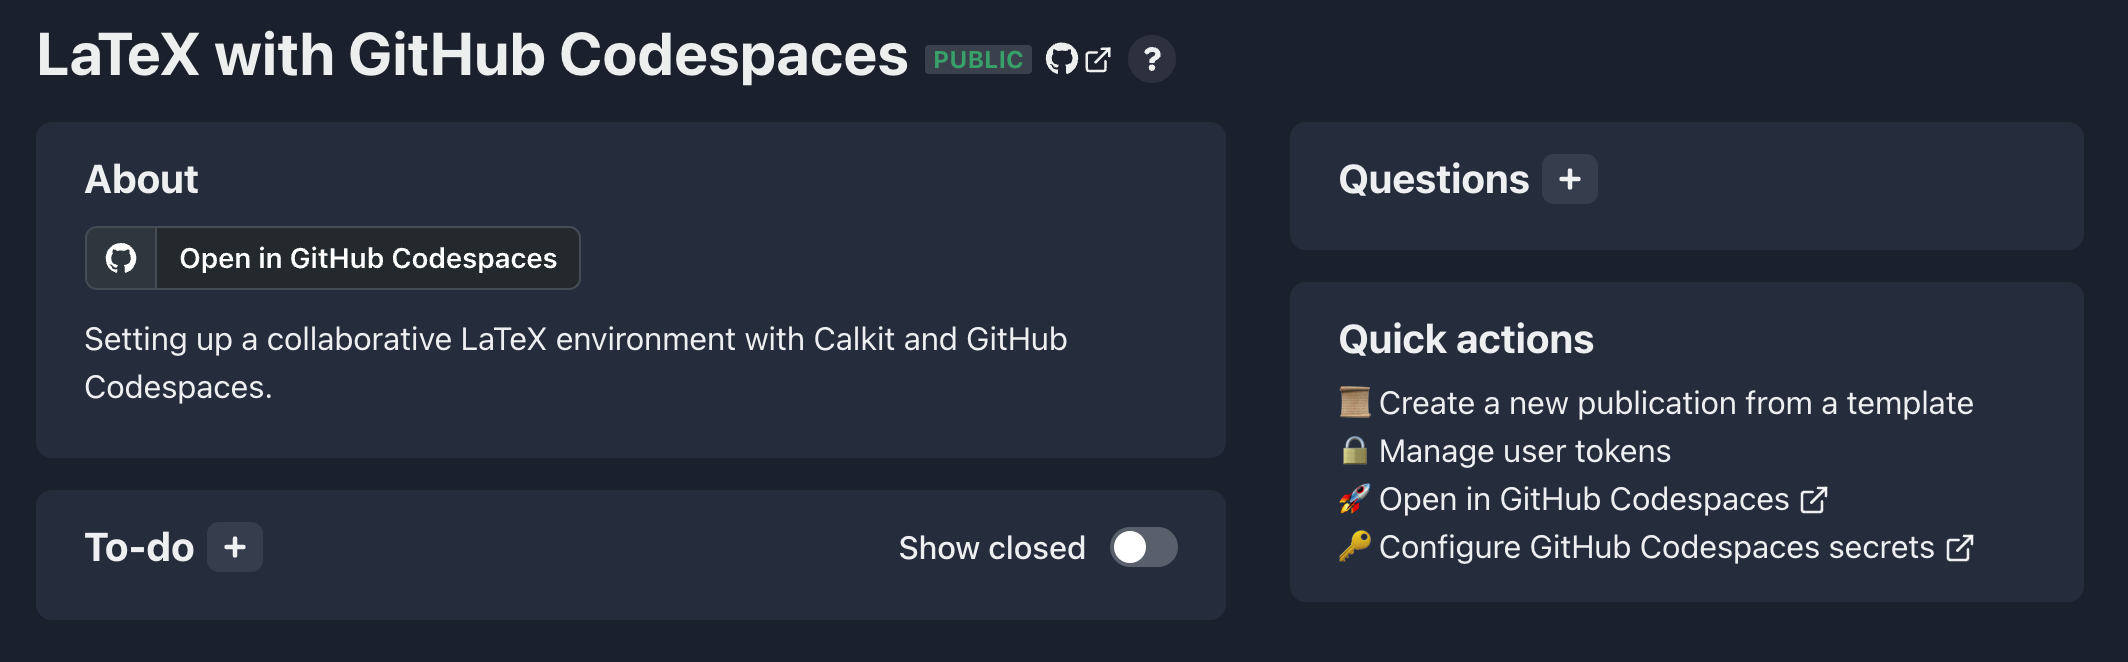 LaTeX with GitHub Codespaces PUBLIC ?
About
Open in GitHub Codespaces
Setting up a collaborative LaTeX environment with Calkit and GitHub
Codespaces.
To-do +
Show closed
Questions +
Quick actions
Create a new publication from a template
Manage user tokens
Open in GitHub Codespaces
Configure GitHub Codespaces secrets